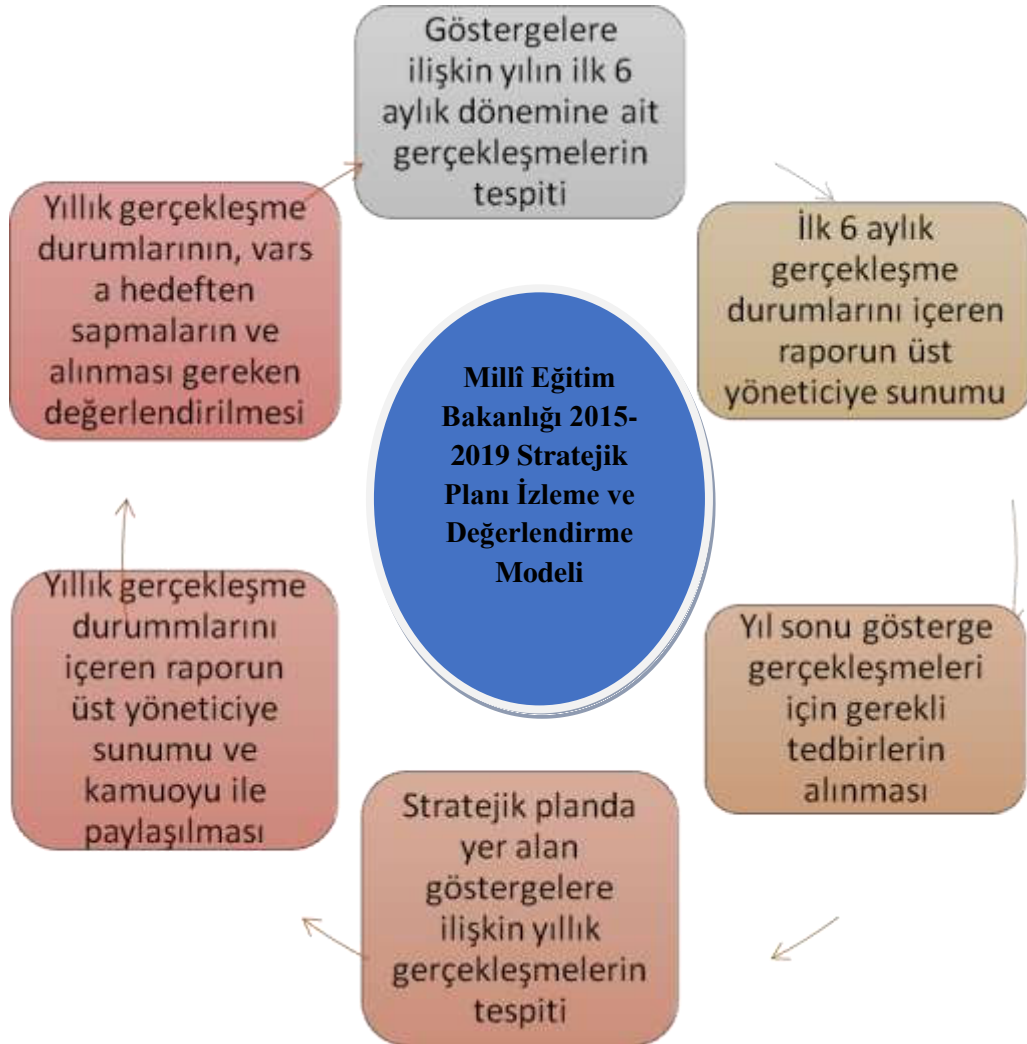 Göstergelere
ilişkin yılın ilk 6
aylık dönemine ait
gerçekleşmelerin
tespiti
İlk 6 aylık
gerçekleşme
durumlarını içeren
raporun üst
yöneticiye sunumu
Yıl sonu gösterge
gerçekleşmeleri
için gerekli
tedbirlerin
alınması
Stratejik planda
yer alan
göstergelere
ilişkin yıllık
gerçekleşmelerin
tespiti
Yıllık gerçekleşme
durummlarını
içeren raporun
üst yöneticiye
sunumu ve
kamuoyu ile
paylaşılması
Yıllık gerçekleşme
durumlarının, vars
a hedeften
sapmaların ve
alınması gereken
değerlendirilmesi
Millî Eğitim
Bakanlığı 2015-
2019 Stratejik
Planı İzleme ve
Değerlendirme
Modeli